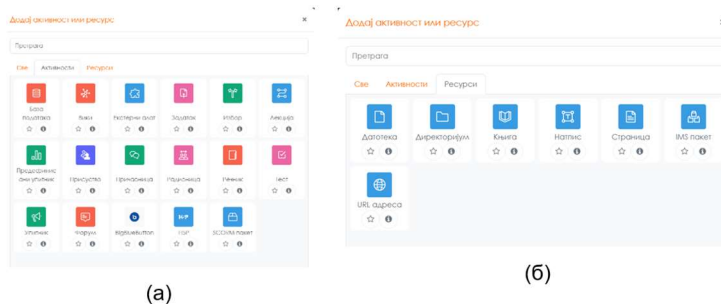 Додај активност или ресурс
×
Претрага
Све Активности Ресурси
База података
Вики
Екстерни алат
Задатак
Избор
Лекција
Предефинисани упитник
Присуство
Причаоница
Радионица
Речник
Тест
Упитник
Форум
BigBlueButton
H5P
SCORM пакет
(а)
Додај активност или ресурс
Претрага
Све Активности Ресурси
Датотека
Директоријум
Књига
Натпис
Страница
IMS пакет
URL адреса
(б)